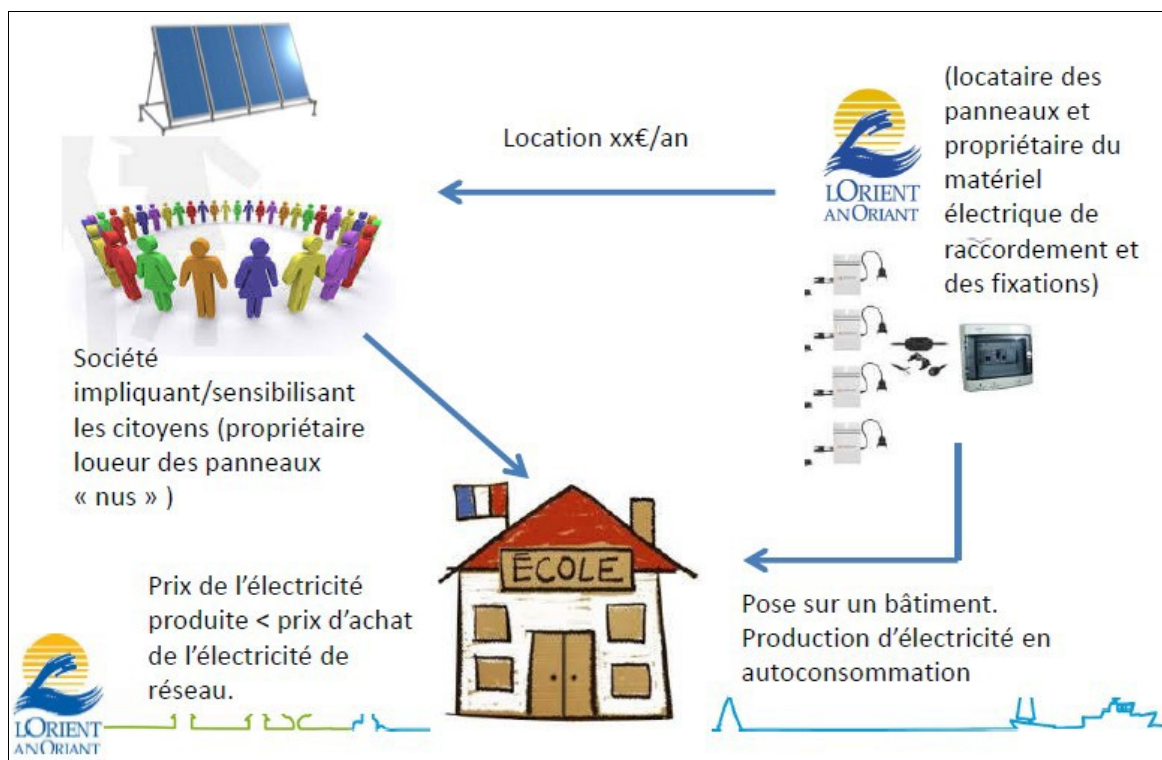 Location xx€/an
LORIENT
AN ORIANT
(locataire des
panneaux et
propriétaire du
matériel
électrique de
raccordement et
des fixations)
Société
impliquant/sensibilisant
les citoyens (propriétaire
loueur des panneaux
« nus » )
ÉCOLE
Prix de l’électricité
produite < prix d’achat
de l’électricité de
réseau.
Pose sur un bâtiment.
Production d’électricité en
autoconsommation
LORIENT
AN ORIANT